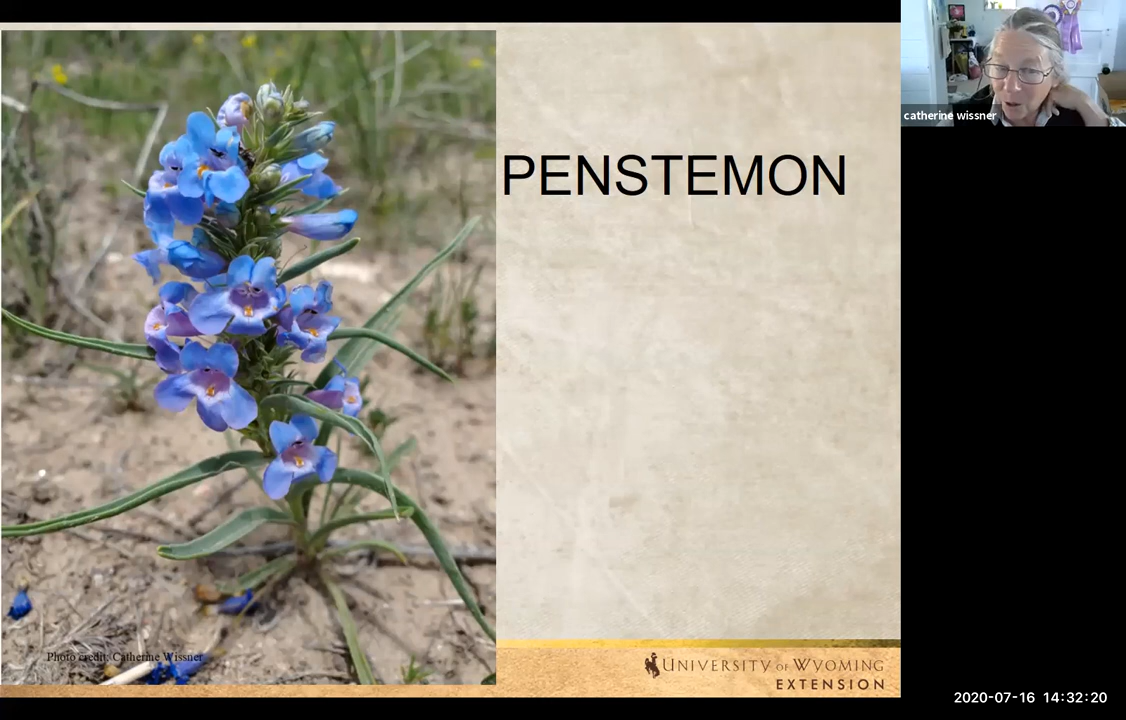 catherine wissner
PENSTEMON
Photo credit: Catherine Wissner
UNIVERSITY OF WYOMING
EXTENSION
2020-07-16 14:32:20